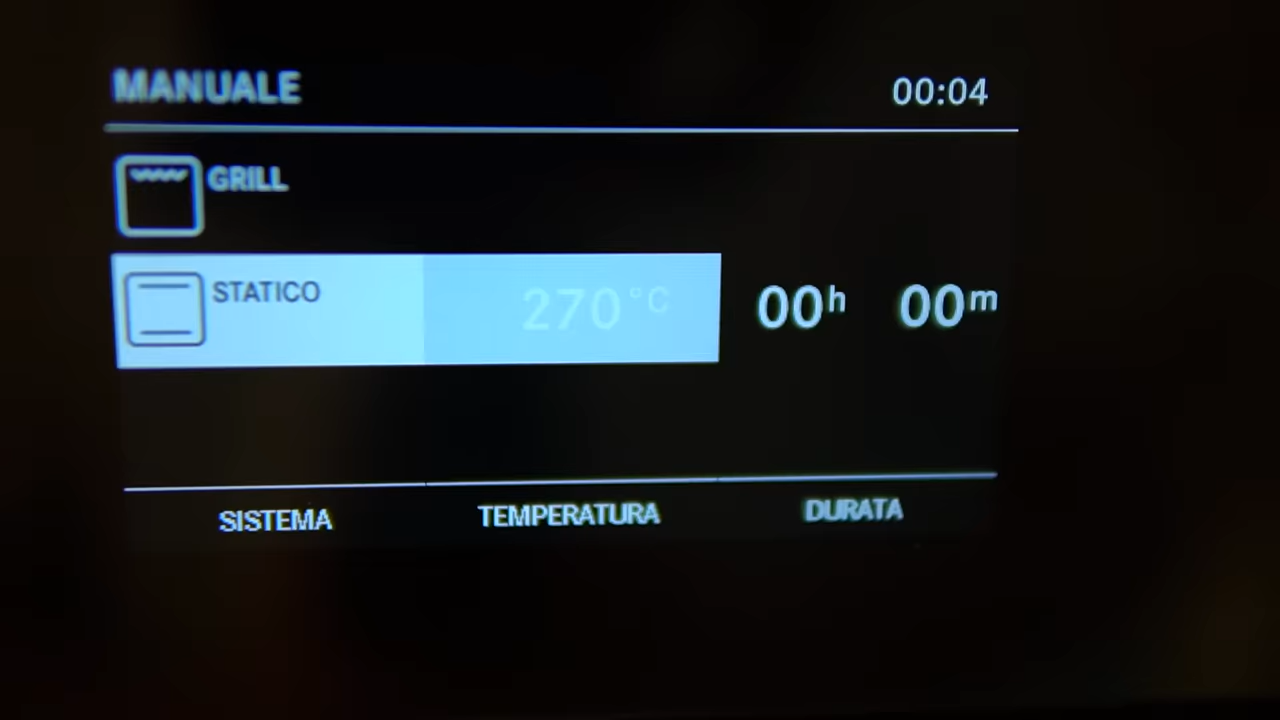 MANUALE 00:04
GRILL
STATICO 270°C 00h 00m
SISTEMA TEMPERATURA DURATA